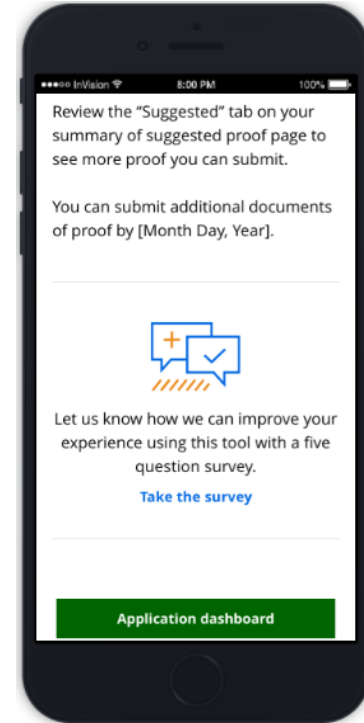 InVision 8:00 PM 100%
Review the “Suggested” tab on your
summary of suggested proof page to
see more proof you can submit.
You can submit additional documents
of proof by [Month Day, Year].
Let us know how we can improve your
experience using this tool with a five
question survey.
Take the survey
Application dashboard